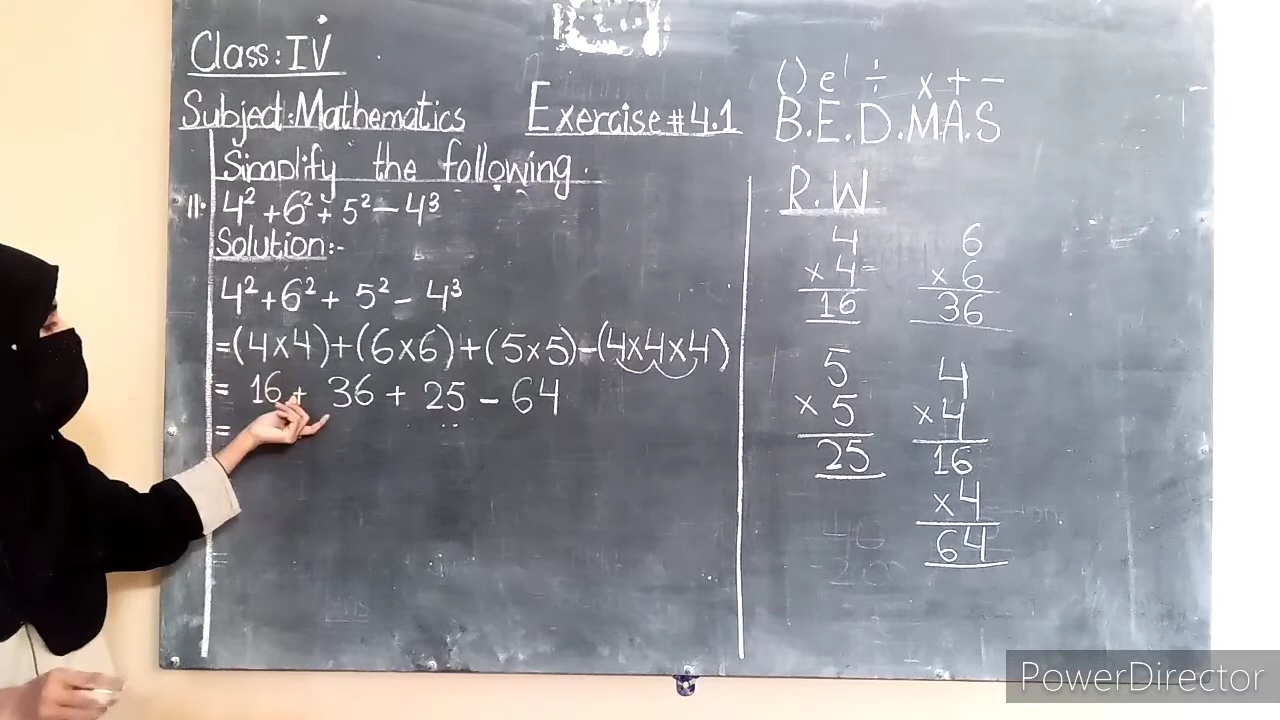 Class: IV
Subject: Mathematics
Exercise # 4.1
Simplify the following.
11. 4² + 6² + 5² - 4³
Solution:-
4² + 6² + 5² - 4³
= (4×4) + (6×6) + (5×5) - (4×4×4)
= 16 + 36 + 25 - 64
=
() e' ÷ × + -
B.E.D.MAS
R.W
4
× 4
16
6
× 6
36
5
× 5
25
4
× 4
16
× 4
64
PowerDirector